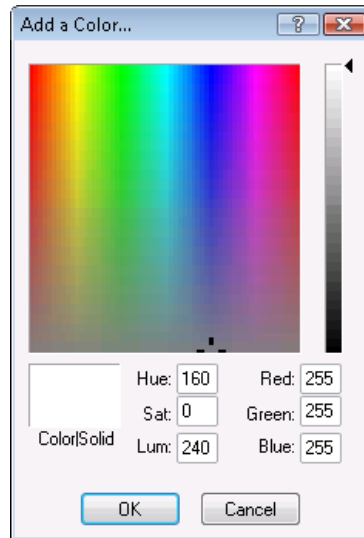 Add a Color...
Hue: 160 Red: 255
Sat: 0 Green: 255
Color|Solid
Lum: 240 Blue: 255
OK Cancel